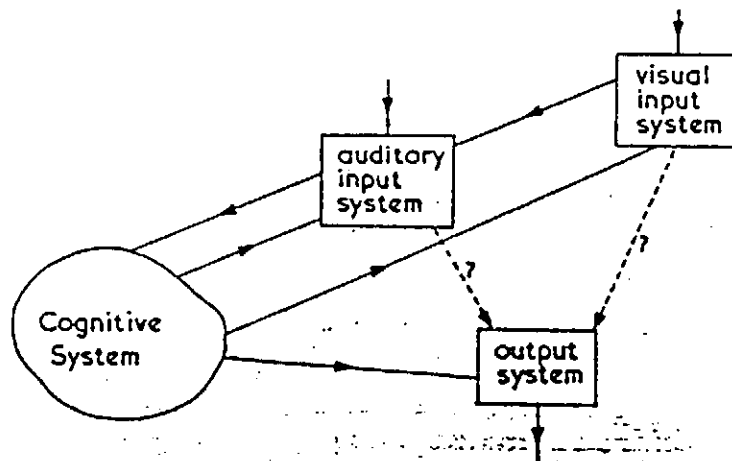 visual
input
system
auditory
input
system
?
?
Cognitive
System
output
system